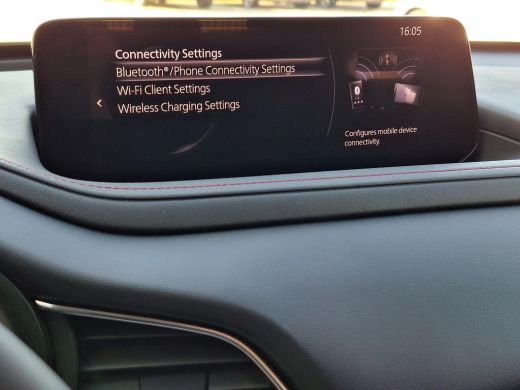 16:05
Connectivity Settings
Bluetooth®/Phone Connectivity Settings
Wi-Fi Client Settings
Wireless Charging Settings
Configures mobile device
connectivity.